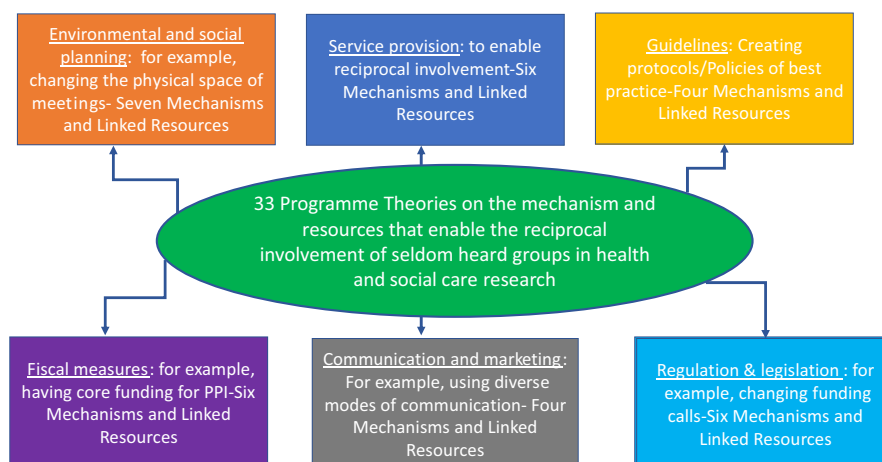 Environmental and social
planning:  for example,
changing the physical space of
meetings- Seven Mechanisms
and Linked Resources
Service provision: to enable
reciprocal involvement-Six
Mechanisms and Linked
Resources
Guidelines: Creating
protocols/Policies of best
practice-Four Mechanisms and
Linked Resources
33 Programme Theories on the mechanism and
resources that enable the reciprocal
involvement of seldom heard groups in health
and social care research
Fiscal measures: for example,
having core funding for PPI-Six
Mechanisms and Linked
Resources
Communication and marketing:
For example, using diverse
modes of communication- Four
Mechanisms and Linked
Resources
Regulation & legislation : for
example, changing funding
calls-Six Mechanisms and
Linked Resources